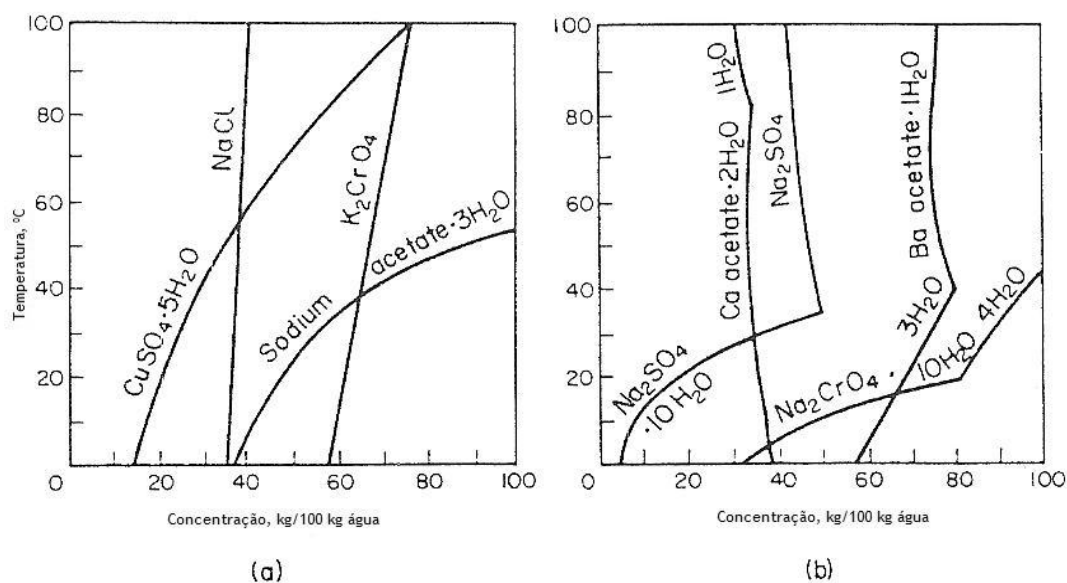 100
80
60
40
20
0
Temperatura, ºC
0 20 40 60 80 100
Concentração, kg/100 kg água
CuSO₄·5H₂O
NaCl
K₂CrO₄
Sodium acetate·3H₂O
(a)
100
80
60
40
20
0
0 20 40 60 80 100
Concentração, kg/100 kg água
1H₂O
Ca acetate·2H₂O
Na₂SO₄
Ba acetate·1H₂O
3H₂O
Na₂SO₄
·10H₂O
Na₂CrO₄ · 10H₂O
4H₂O
(b)